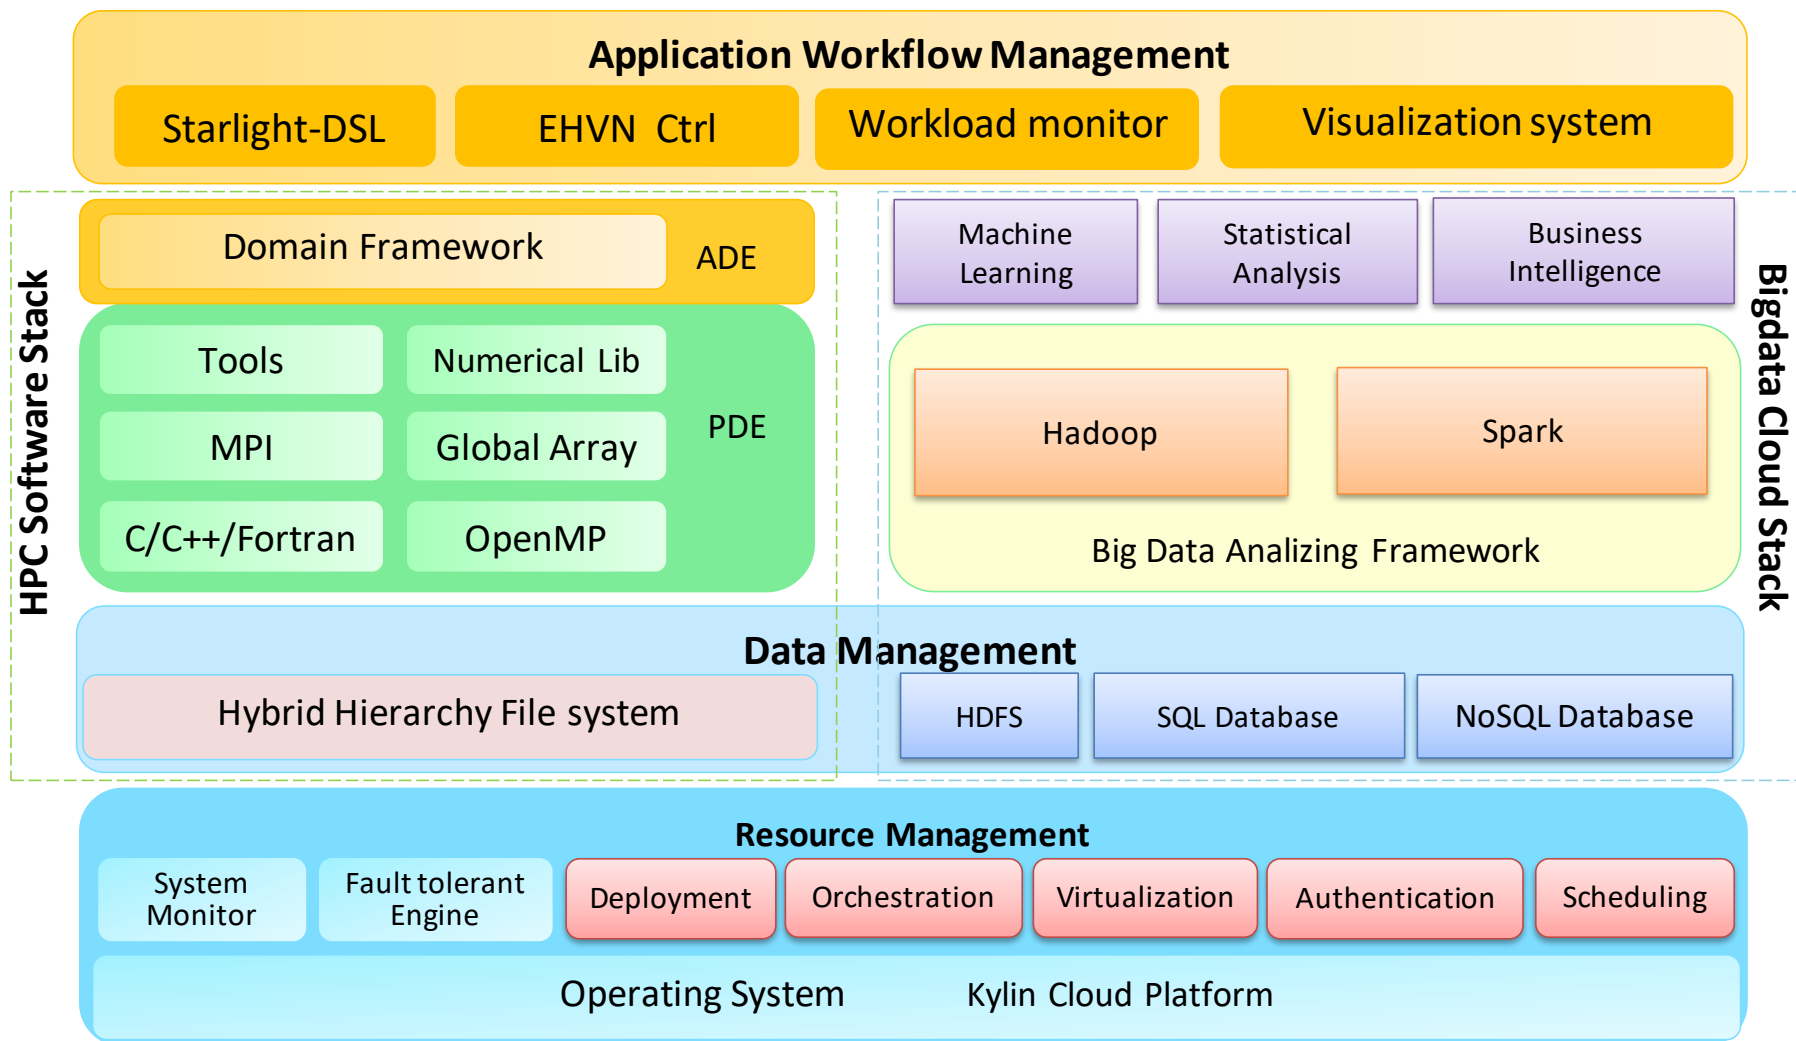 Application Workflow Management
Starlight-DSL
EHVN Ctrl
Workload monitor
Visualization system
HPC Software Stack
Domain Framework
ADE
Tools
Numerical Lib
MPI
Global Array
PDE
C/C++/Fortran
OpenMP
Machine
Learning
Statistical
Analysis
Business
Intelligence
Hadoop
Spark
Big Data Analizing Framework
Bigdata Cloud Stack
Data Management
Hybrid Hierarchy File system
HDFS
SQL Database
NoSQL Database
Resource Management
System
Monitor
Fault tolerant
Engine
Deployment
Orchestration
Virtualization
Authentication
Scheduling
Operating System
Kylin Cloud Platform